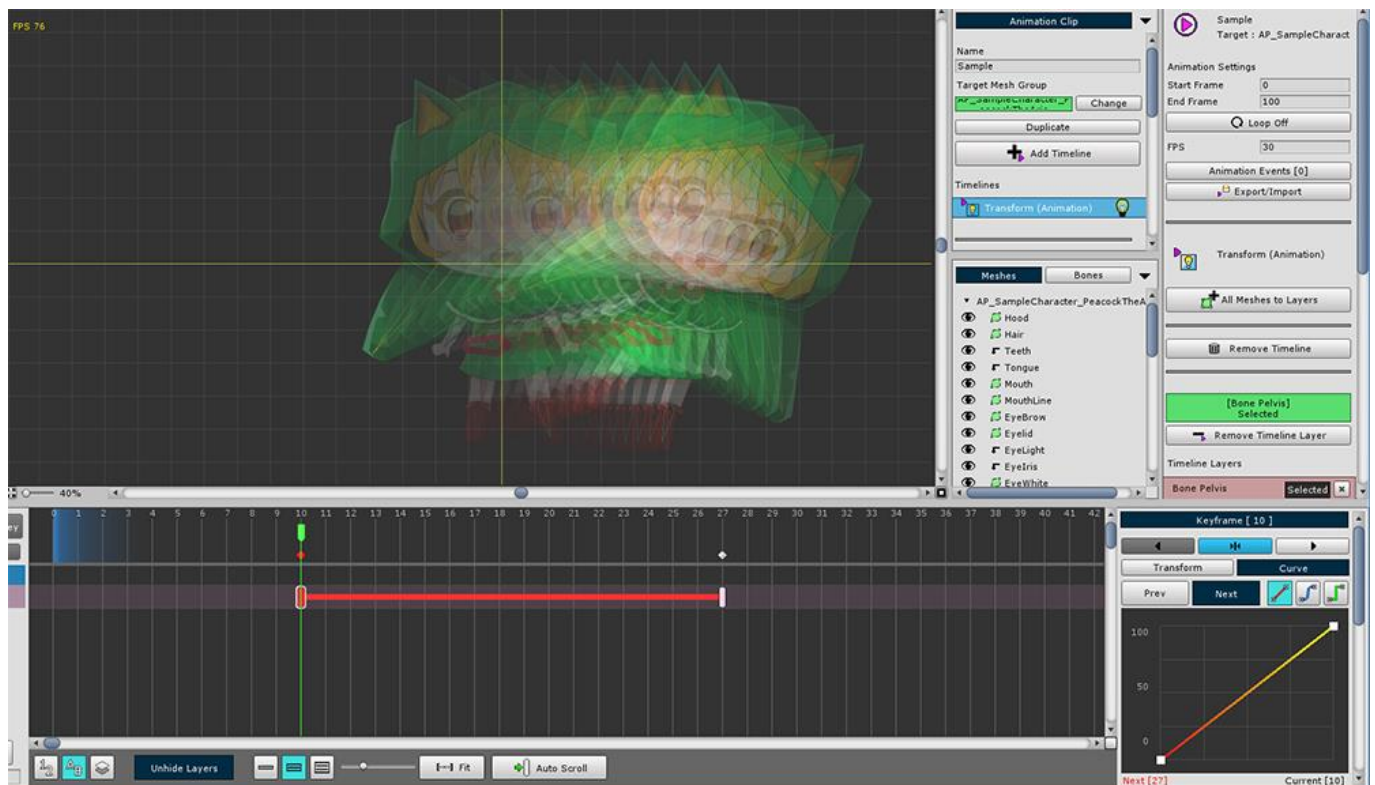 FPS 76
Animation Clip
Name
Sample
Target Mesh Group
Change
Duplicate
Add Timeline
Timelines
Transform (Animation)
Meshes
Bones
AP_SampleCharacter_PeacockTheA
Hood
Hair
Teeth
Tongue
Mouth
MouthLine
EyeBrow
Eyelid
EyeLight
EyeIris
EyeWhite
Sample
Target : AP_SampleCharact
Animation Settings
Start Frame 0
End Frame 100
Loop Off
FPS 30
Animation Events [0]
Export/Import
Transform (Animation)
All Meshes to Layers
Remove Timeline
[Bone Pelvis]
Selected
Remove Timeline Layer
Timeline Layers
Bone Pelvis Selected
40%
0 1 2 3 4 5 6 7 8 9 10 11 12 13 14 15 16 17 18 19 20 21 22 23 24 25 26 27 28 29 30 31 32 33 34 35 36 37 38 39 40 41 42
ey
Unhide Layers
Fit
Auto Scroll
Keyframe [ 10 ]
Transform
Curve
Prev
Next
100
50
0
Next [27]
Current [10]